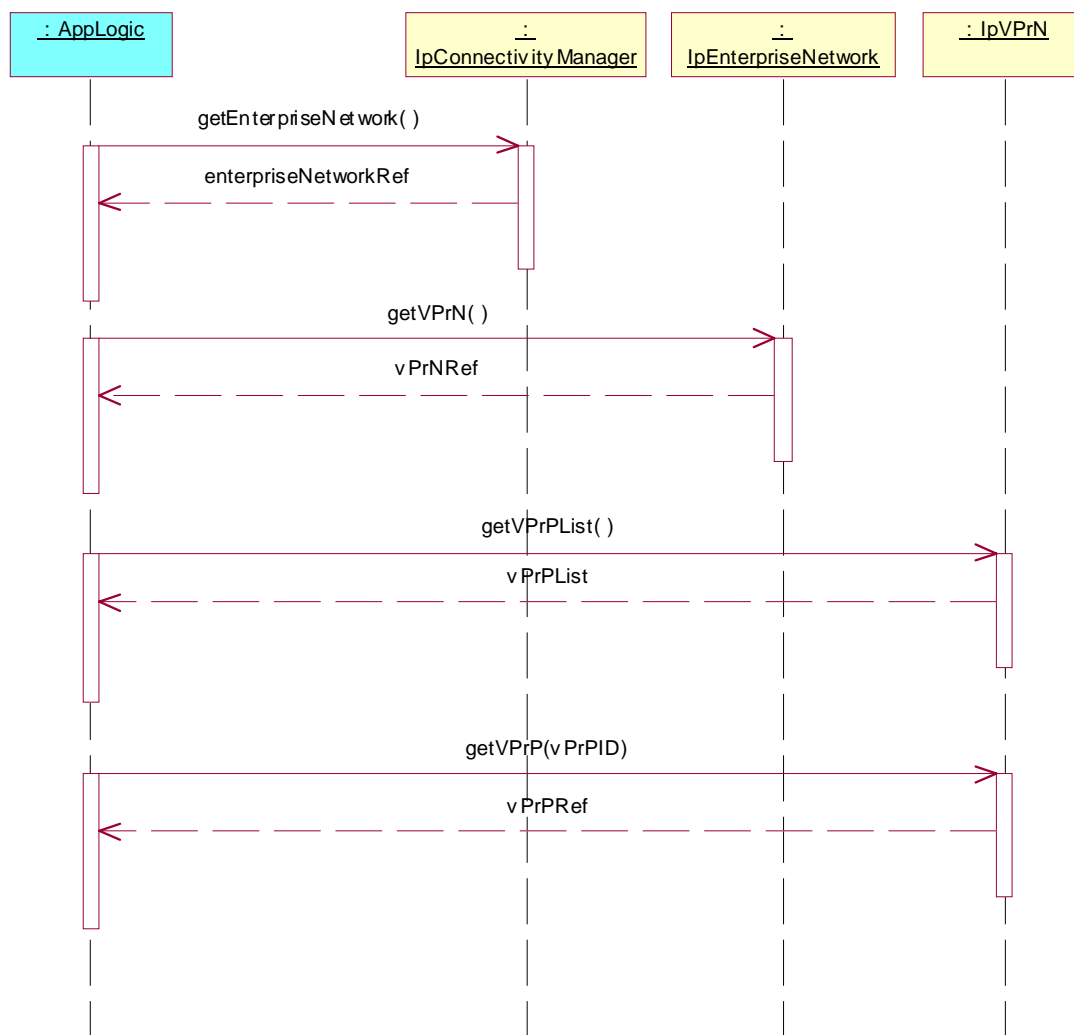 : AppLogic
:
IpConnectivityManager
:
IpEnterpriseNetwork
: IpVPrN
getEnterpriseNetwork( )
enterpriseNetworkRef
getVPrN( )
vPrNRef
getVPrPList( )
vPrPList
getVPrP(vPrPID)
vPrPRef